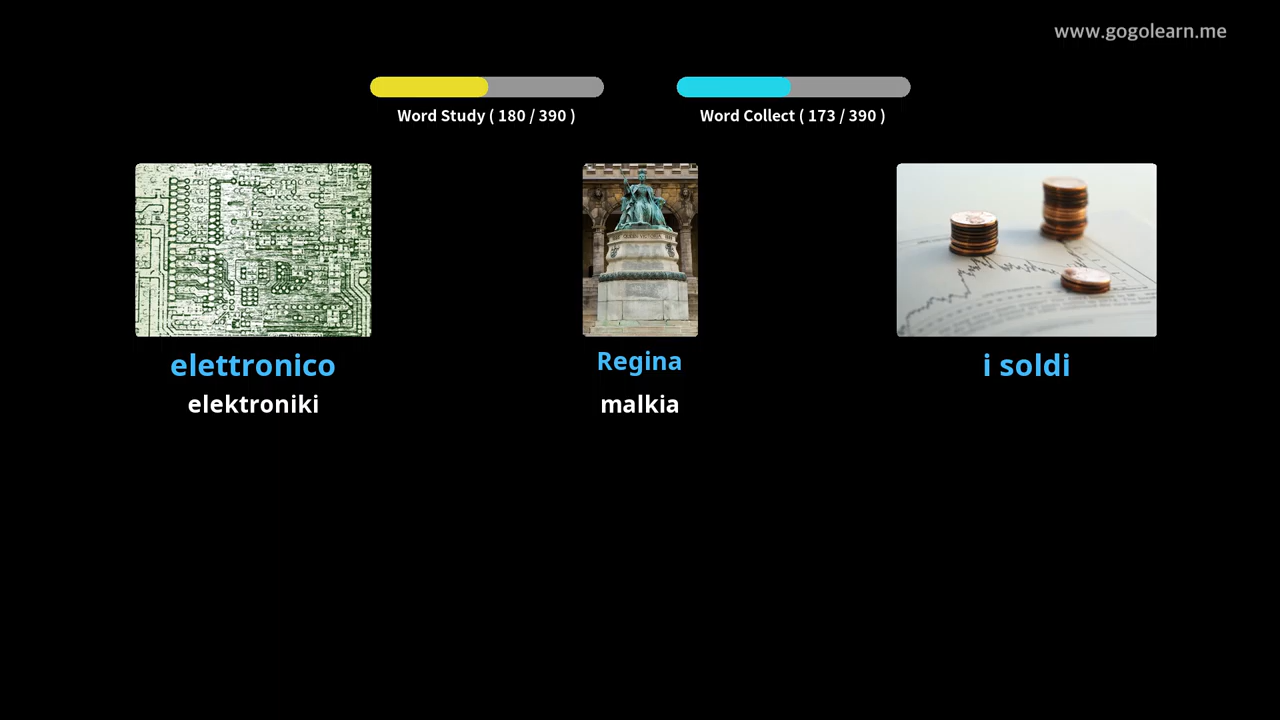 www.gogolearn.me
Word Study ( 180 / 390 )
Word Collect ( 173 / 390 )
elettronico
Regina
i soldi
elektroniki
malkia